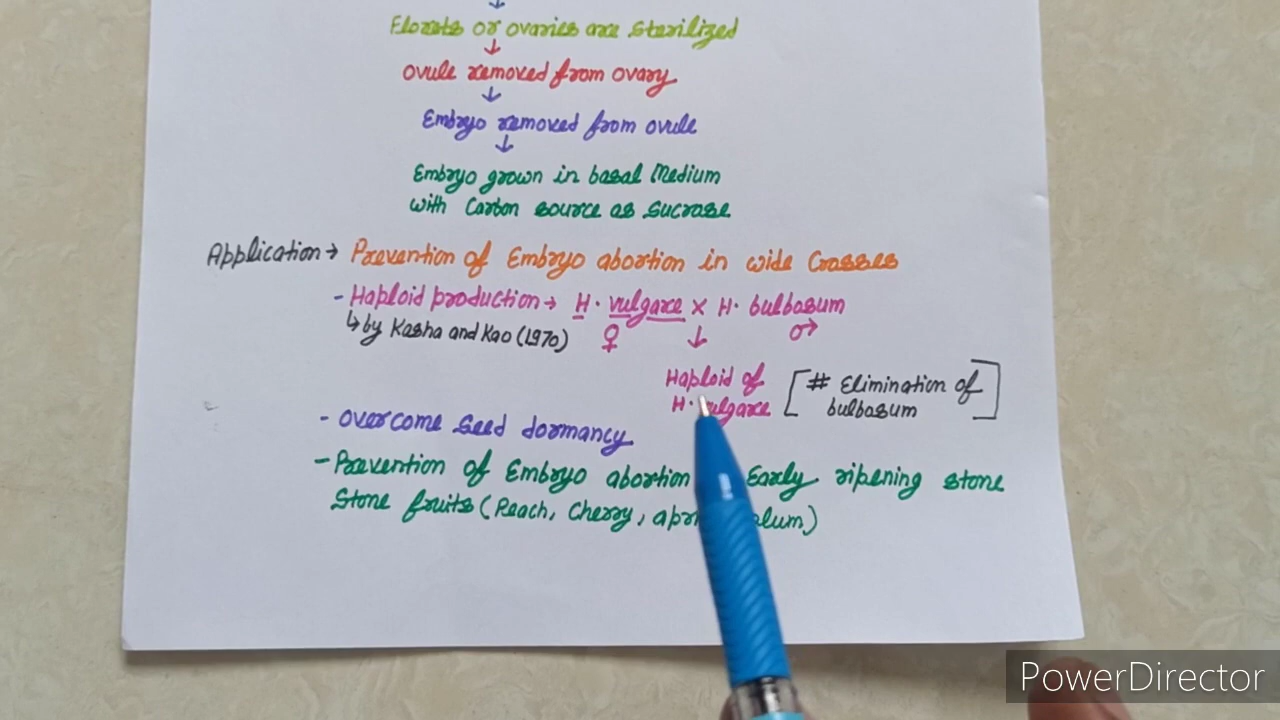 Florets or ovaries are sterilized
↓
Ovule removed from ovary
↓
Embryo removed from ovule
↓
Embryo grown in basal Medium
with Carbon source as sucrose
Application → Prevention of Embryo abortion in wide Crosses
- Haploid production → H. vulgare × H. bulbosum
↳ by Kasha and Kao (1970) ♀ ↓ ♂
Haploid of [# Elimination of
H. vulgare bulbosum]
- Overcome seed dormancy
- Prevention of Embryo abortion Early ripening stone
Stone fruits (Peach, Cherry,
PowerDirector